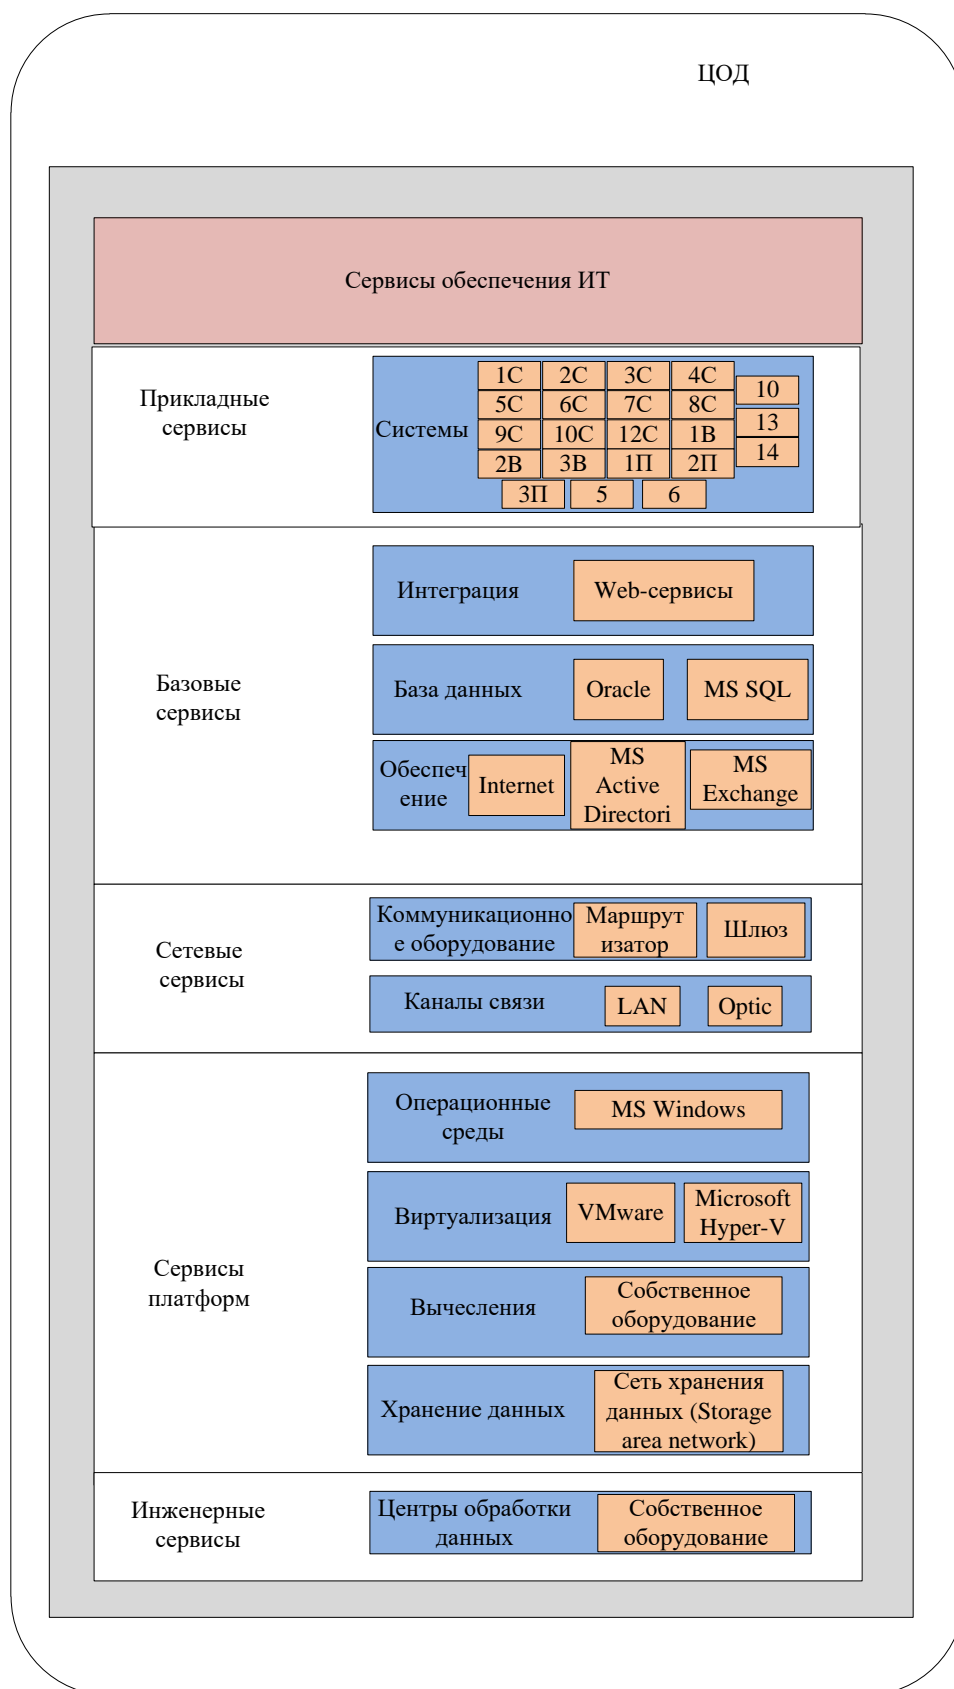 ЦОД
Сервисы обеспечения ИТ
Прикладные
сервисы
Системы
1С 2С 3С 4С
5С 6С 7С 8С
9С 10С 12С 1В
2В 3В 1П 2П
3П 5 6
10
13
14
Базовые
сервисы
Интеграция
Web-сервисы
База данных
Oracle
MS SQL
Обеспеч
ение
Internet
MS
Active
Directori
MS
Exchange
Сетевые
сервисы
Коммуникационно
е оборудование
Маршрут
изатор
Шлюз
Каналы связи
LAN
Optic
Сервисы
платформ
Операционные
среды
MS Windows
Виртуализация
VMware
Microsoft
Hyper-V
Вычесления
Собственное
оборудование
Хранение данных
Сеть хранения
данных (Storage
area network)
Инженерные
сервисы
Центры обработки
данных
Собственное
оборудование